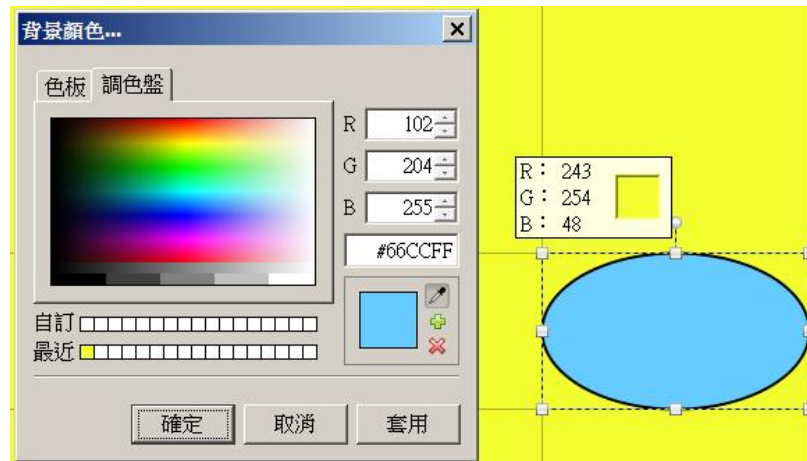 背景顏色...
色板 調色盤
R 102
G 204
B 255
#66CCFF
自訂
最近
確定 取消 套用
R： 243
G： 254
B： 48